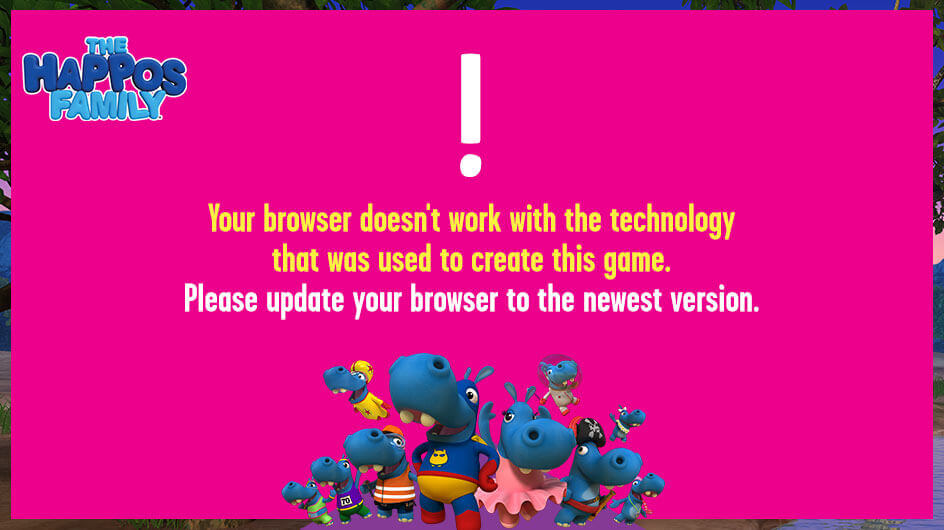 THE
HAPPOS
FAMILY
!
Your browser doesn't work with the technology
that was used to create this game.
Please update your browser to the newest version.